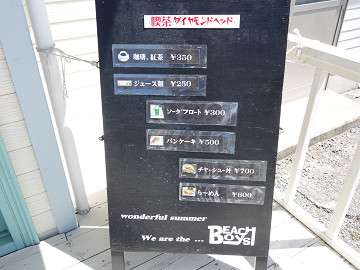 喫茶 ダイヤモンドヘッド
珈琲、紅茶 ¥350
ジュース類 ¥250
ソーダフロート ¥300
パンケーキ ¥500
チャーシュー丼 ¥700
らーめん ¥600
wonderful summer
We are the ...
BEACH BOYS